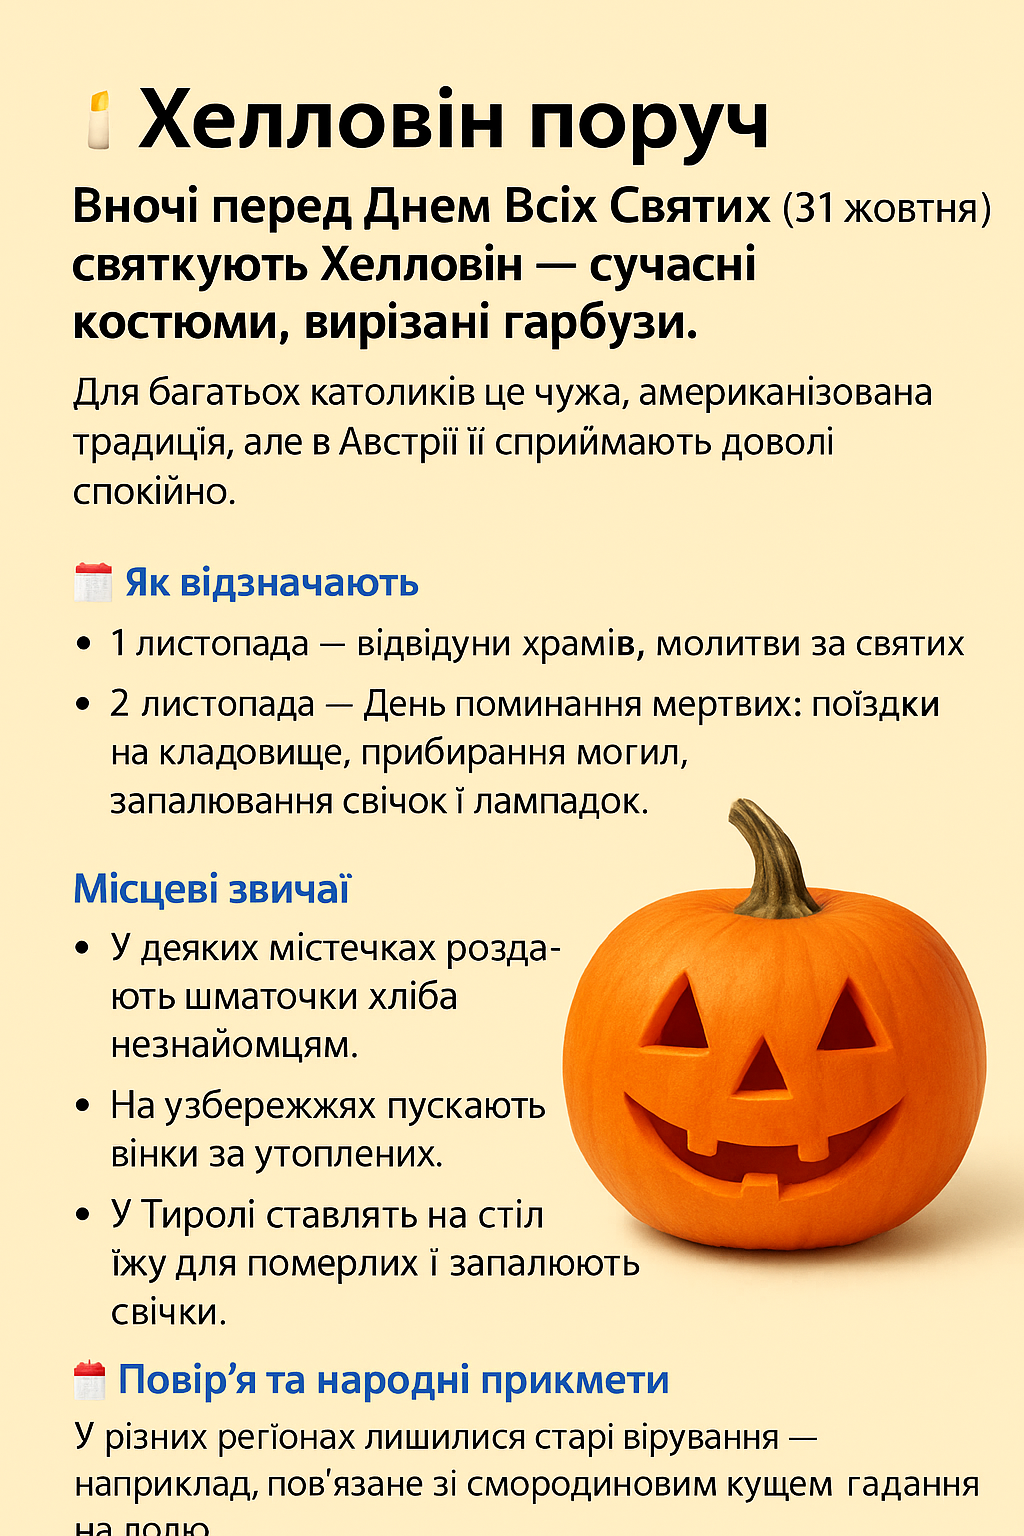 Хелловін поруч
Вночі перед Днем Всіх Святих (31 жовтня)
святкують Хелловін — сучасні
костюми, вирізані гарбузи.
Для багатьох католиків це чужа, американізована
традиція, але в Австрії її сприймають доволі
спокійно.
Як відзначають
• 1 листопада — відвідуни храмів, молитви за святих
• 2 листопада — День поминання мертвих: поїздки
на кладовище, прибирання могил,
запалювання свічок ї лампадок.
Місцеві звичаї
• У деяких містечках розда-
ють шматочки хліба
незнайомцям.
• На узбережжях пускають
вінки за утоплених.
• У Тиролі ставлять на стіл
їжу для померлих ї запалюють
свічки.
Повір’я та народні прикмети
У різних регїонах лишилися старі вірування —
наприклад, пов'язане зі смородиновим кущем гадання
на долю